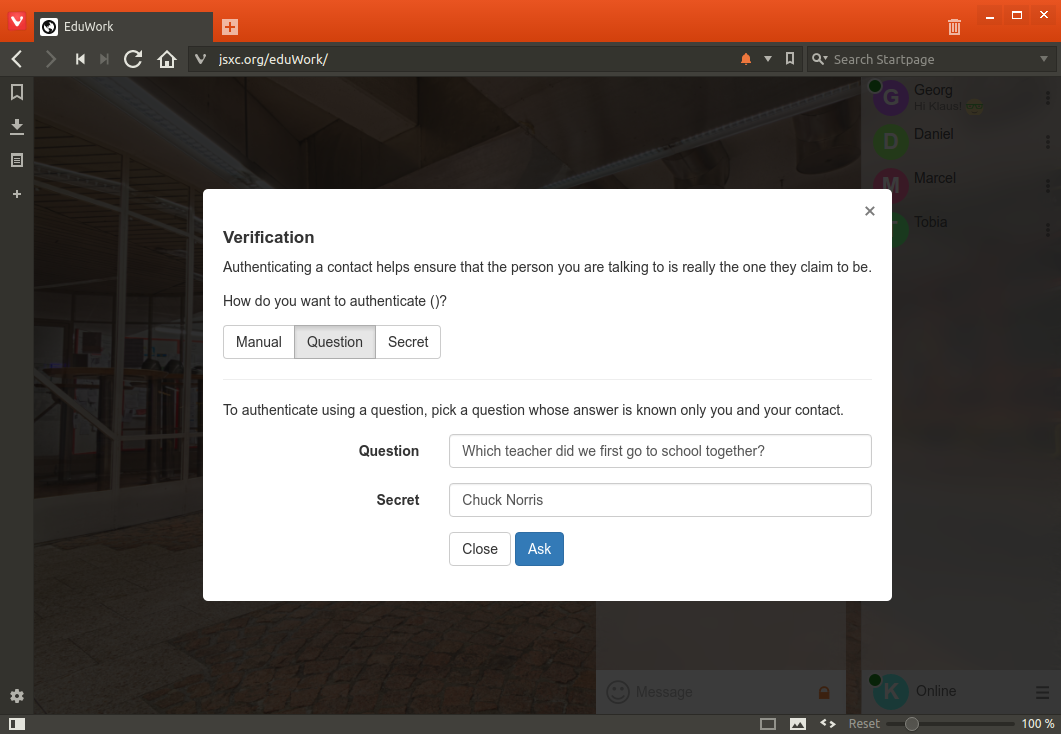 EduWork
jsxc.org/eduWork/
Search Startpage
G
Georg
Hi Klaus!
D
Daniel
M
Marcel
T
Tobia
×
Verification
Authenticating a contact helps ensure that the person you are talking to is really the one they claim to be.
How do you want to authenticate ()?
Manual Question Secret
To authenticate using a question, pick a question whose answer is known only you and your contact.
Question Which teacher did we first go to school together?
Secret Chuck Norris
Close Ask
Message
K
Online
Reset 100 %